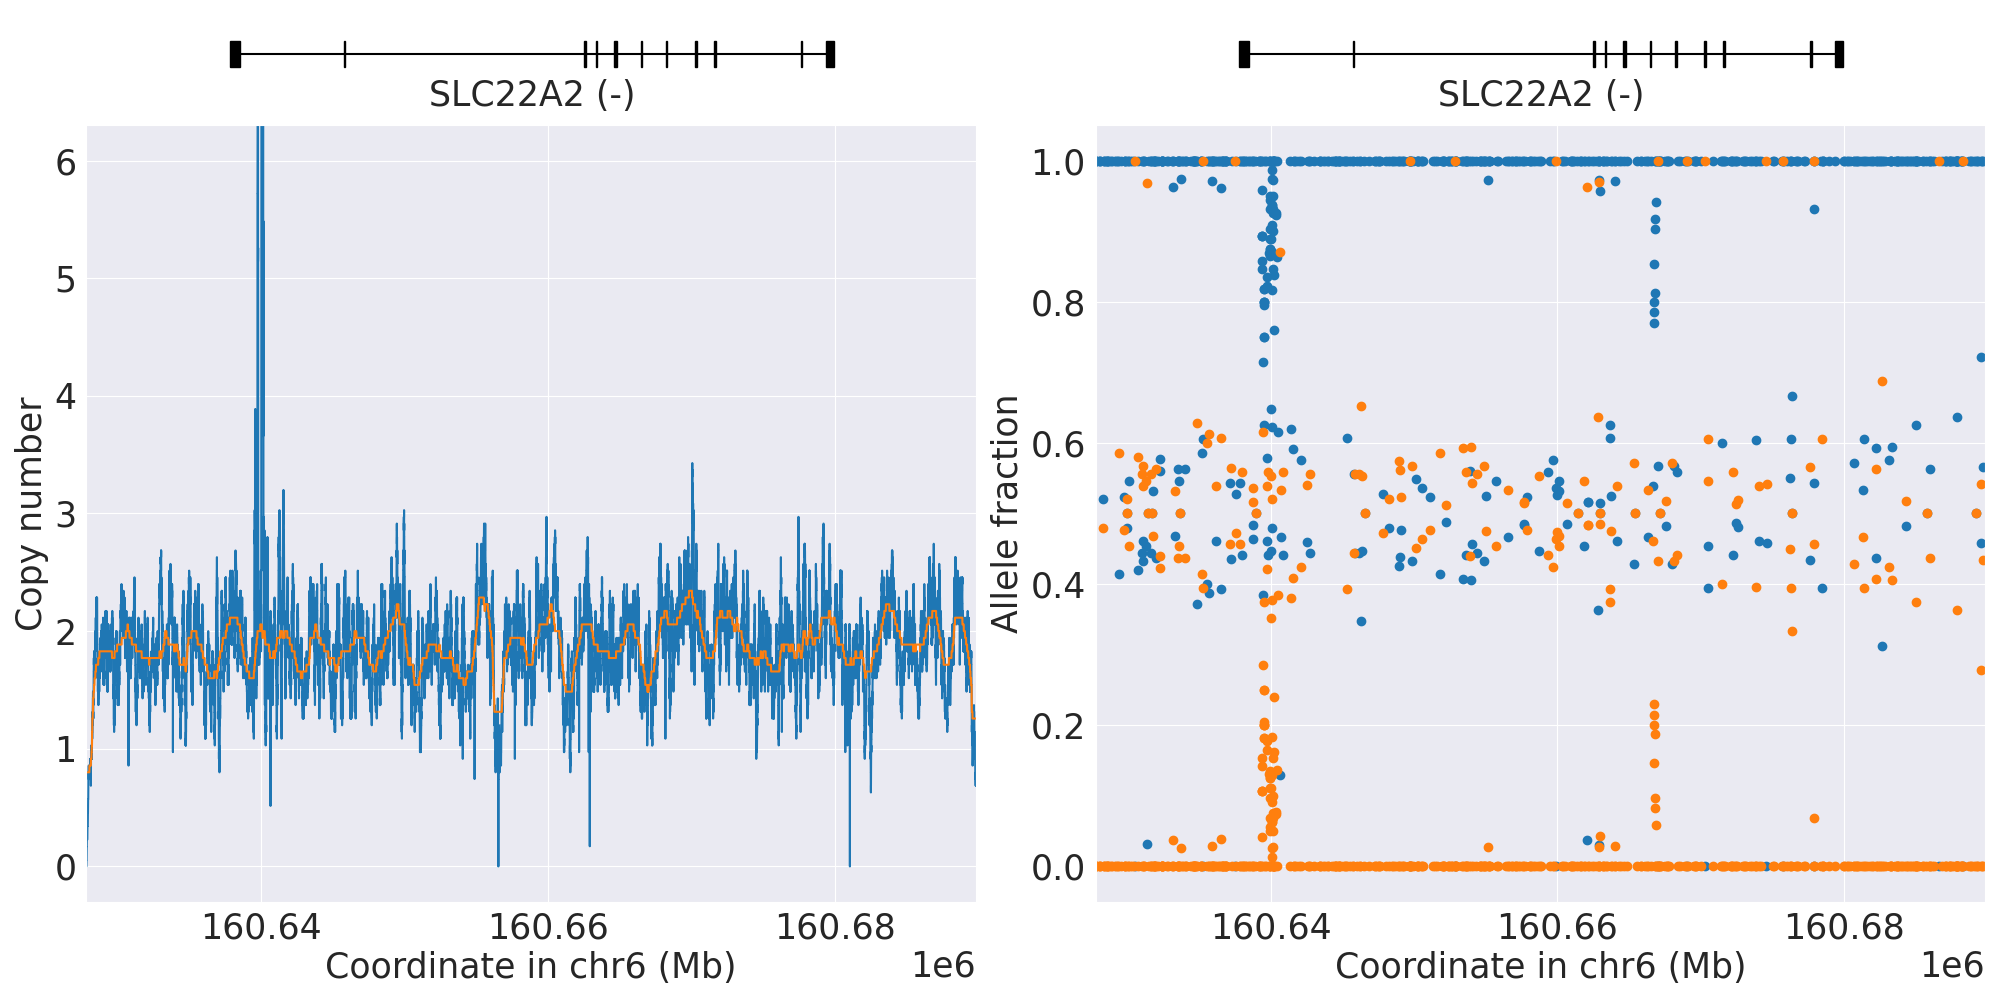 SLC22A2 (-)
6
5
4
3
2
1
0
Copy number
160.64 160.66 160.68
Coordinate in chr6 (Mb) 1e6
SLC22A2 (-)
1.0
0.8
0.6
0.4
0.2
0.0
Allele fraction
160.64 160.66 160.68
Coordinate in chr6 (Mb) 1e6